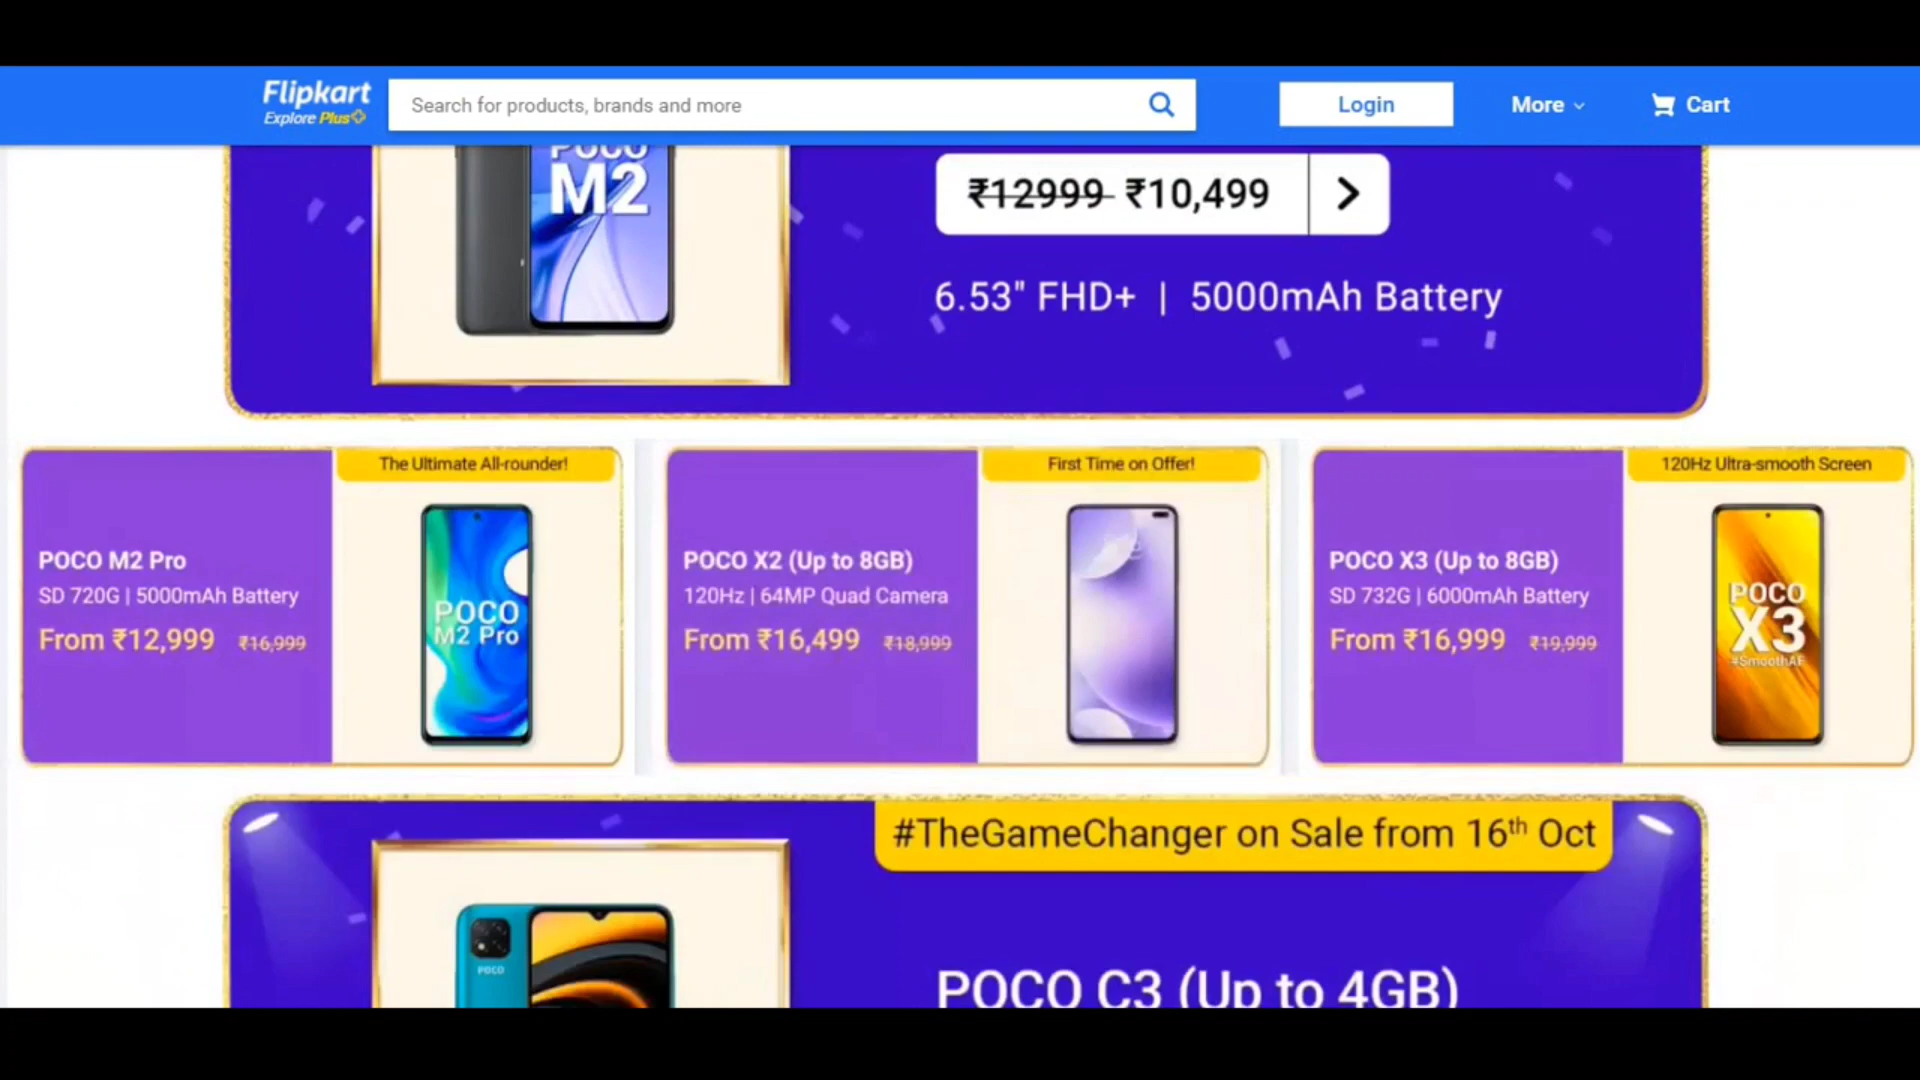 Flipkart
Explore Plus
Search for products, brands and more
Login
More
Cart
POCO
M2
₹12999 ₹10,499
6.53" FHD+ | 5000mAh Battery
The Ultimate All-rounder!
POCO M2 Pro
SD 720G | 5000mAh Battery
From ₹12,999 ₹16,999
POCO
M2 Pro
First Time on Offer!
POCO X2 (Up to 8GB)
120Hz | 64MP Quad Camera
From ₹16,499 ₹18,999
120Hz Ultra-smooth Screen
POCO X3 (Up to 8GB)
SD 732G | 6000mAh Battery
From ₹16,999 ₹19,999
POCO
X3
#SmoothAF
#TheGameChanger on Sale from 16th Oct
POCO
POCO C3 (Up to 4GB)